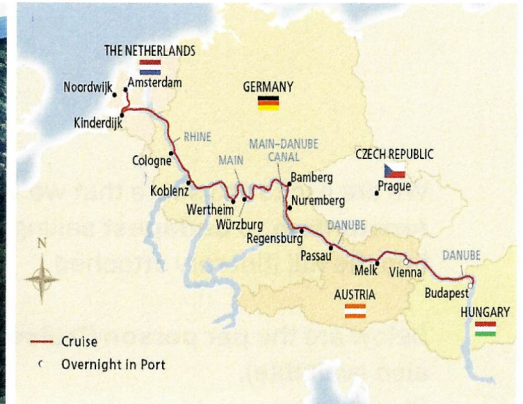 THE NETHERLANDS
Noordwijk
Amsterdam
GERMANY
Kinderdijk
RHINE
MAIN-DANUBE
CANAL
Cologne
MAIN
CZECH REPUBLIC
Koblenz
Bamberg
Prague
Wertheim
Nuremberg
Würzburg
Regensburg
DANUBE
Passau
DANUBE
Melk
Vienna
N
AUSTRIA
Budapest
HUNGARY
Cruise
Overnight in Port